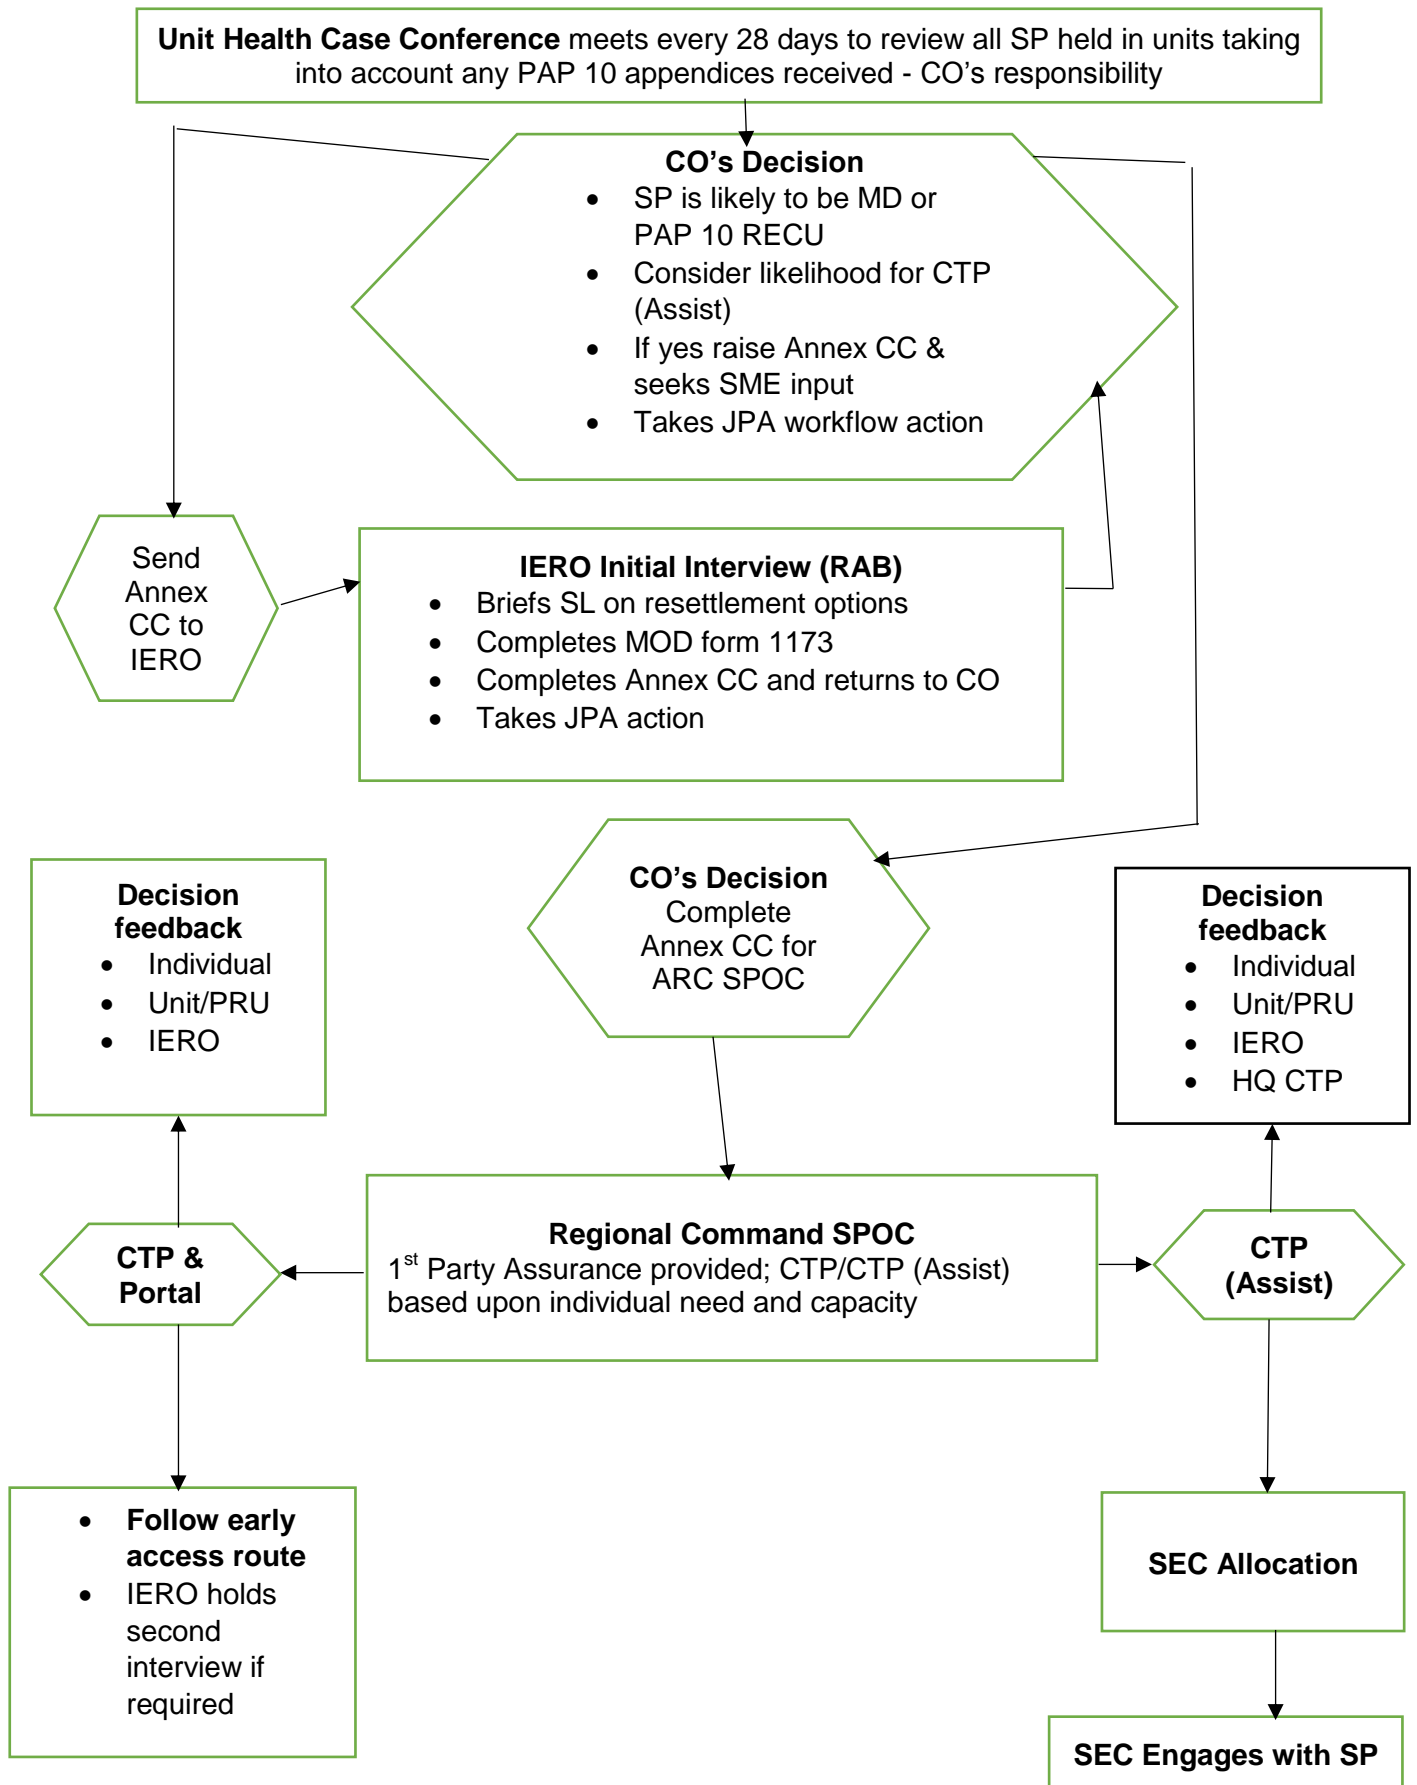 Unit Health Case Conference meets every 28 days to review all SP held in units taking
into account any PAP 10 appendices received - CO’s responsibility
CO’s Decision
• SP is likely to be MD or
PAP 10 RECU
• Consider likelihood for CTP
(Assist)
• If yes raise Annex CC &
seeks SME input
• Takes JPA workflow action
Send
Annex
CC to
IERO
IERO Initial Interview (RAB)
• Briefs SL on resettlement options
• Completes MOD form 1173
• Completes Annex CC and returns to CO
• Takes JPA action
CO’s Decision
Complete
Annex CC for
ARC SPOC
Decision
feedback
• Individual
• Unit/PRU
• IERO
Decision
feedback
• Individual
• Unit/PRU
• IERO
• HQ CTP
CTP &
Portal
Regional Command SPOC
1st Party Assurance provided; CTP/CTP (Assist)
based upon individual need and capacity
CTP
(Assist)
• Follow early
access route
• IERO holds
second
interview if
required
SEC Allocation
SEC Engages with SP